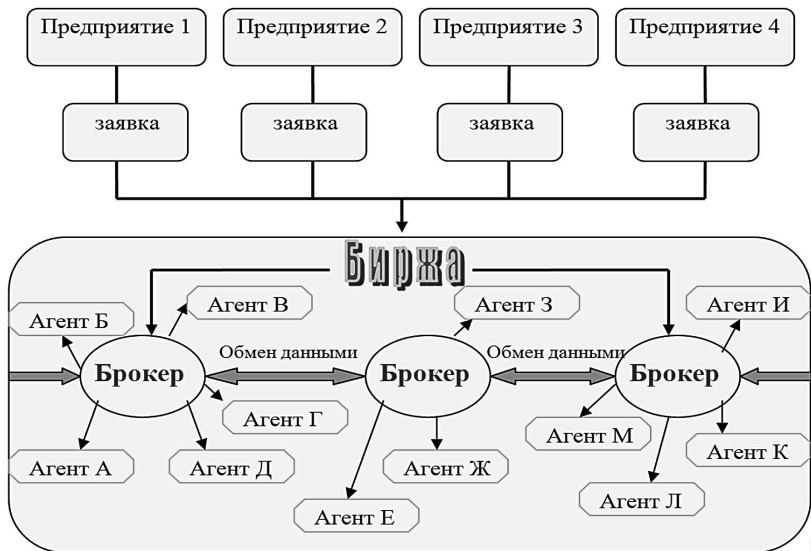 Предприятие 1
Предприятие 2
Предприятие 3
Предприятие 4
заявка
заявка
заявка
заявка
Биржа
Агент Б
Агент В
Агент З
Агент И
Обмен данными
Обмен данными
Брокер
Брокер
Брокер
Агент Г
Агент М
Агент К
Агент А
Агент Д
Агент Ж
Агент Е
Агент Л